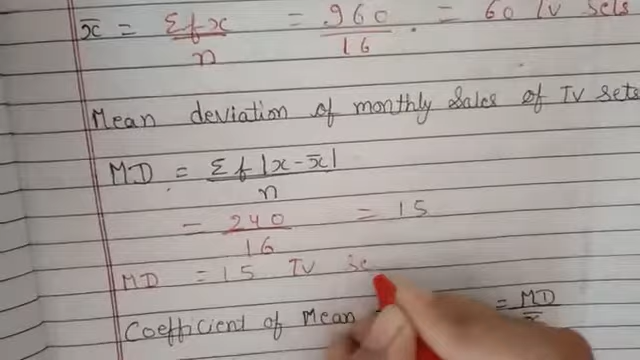 x̄ = Σfx/n = 960/16 = 60 TV sets
Mean deviation of monthly sales of TV sets
MD = Σf|x-x̄|/n
= 240/16 = 15
MD = 15 TV se
Coefficient of Mean = MD